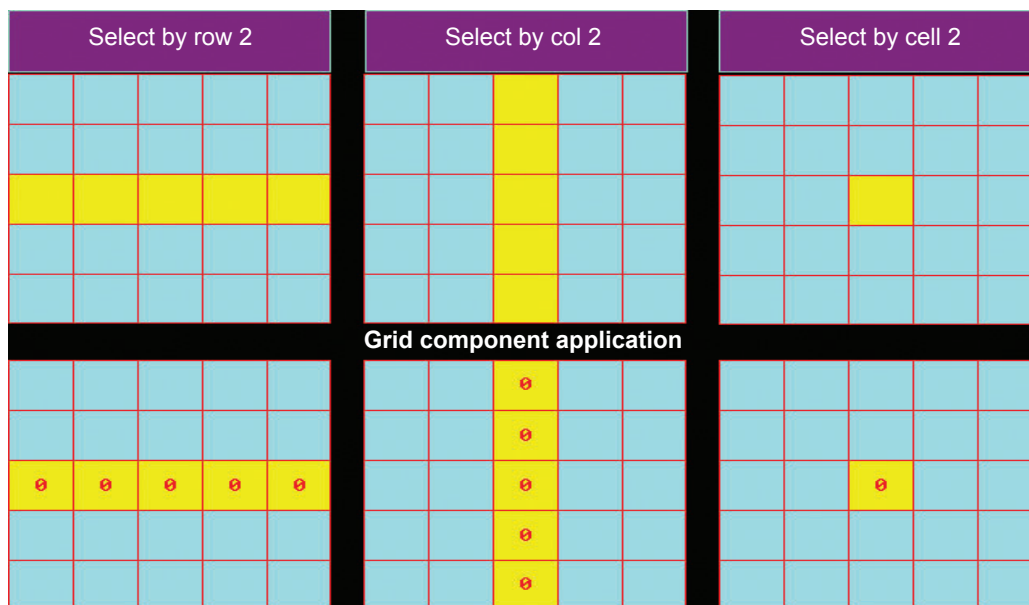 Select by row 2
Select by col 2
Select by cell 2
Grid component application
0
0
0 0 0 0 0 0 0
0
0